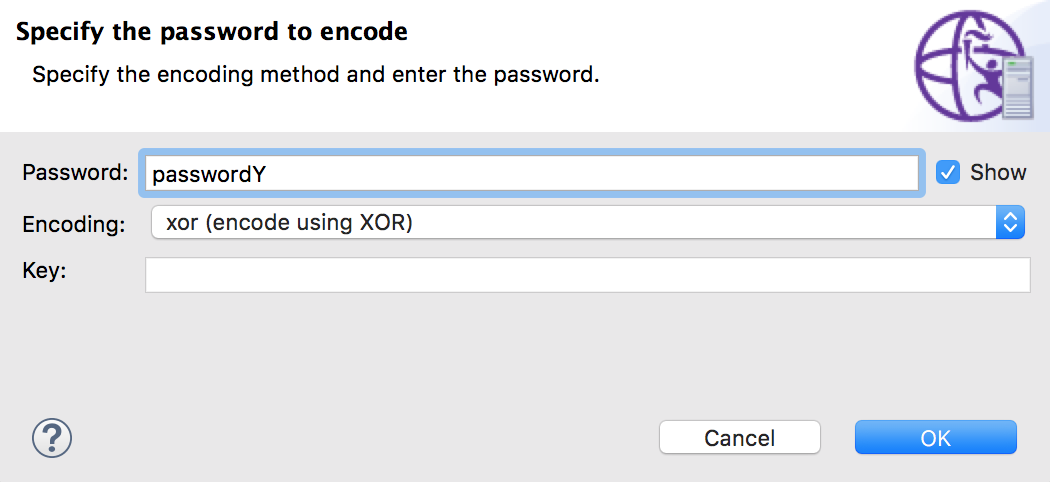 Specify the password to encode
Specify the encoding method and enter the password.
Password: passwordY Show
Encoding: xor (encode using XOR)
Key:
? Cancel OK